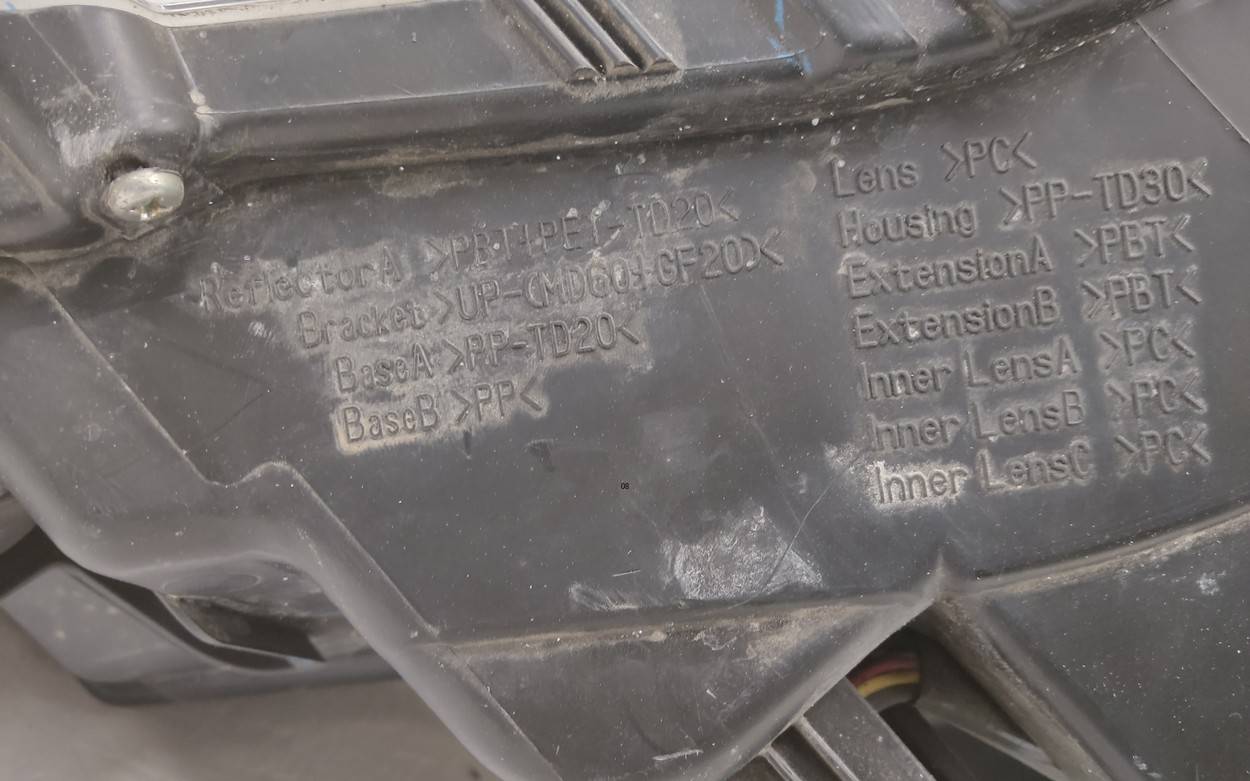 ReflectorA >PBT+PET-TD20<
Bracket >UP-(MD60+GF20)<
BaseA >PP-TD20<
BaseB >PP<
Lens >PC<
Housing >PP-TD30<
ExtensionA >PBT<
ExtensionB >PBT<
Inner LensA >PC<
Inner LensB >PC<
Inner LensC >PC<
08